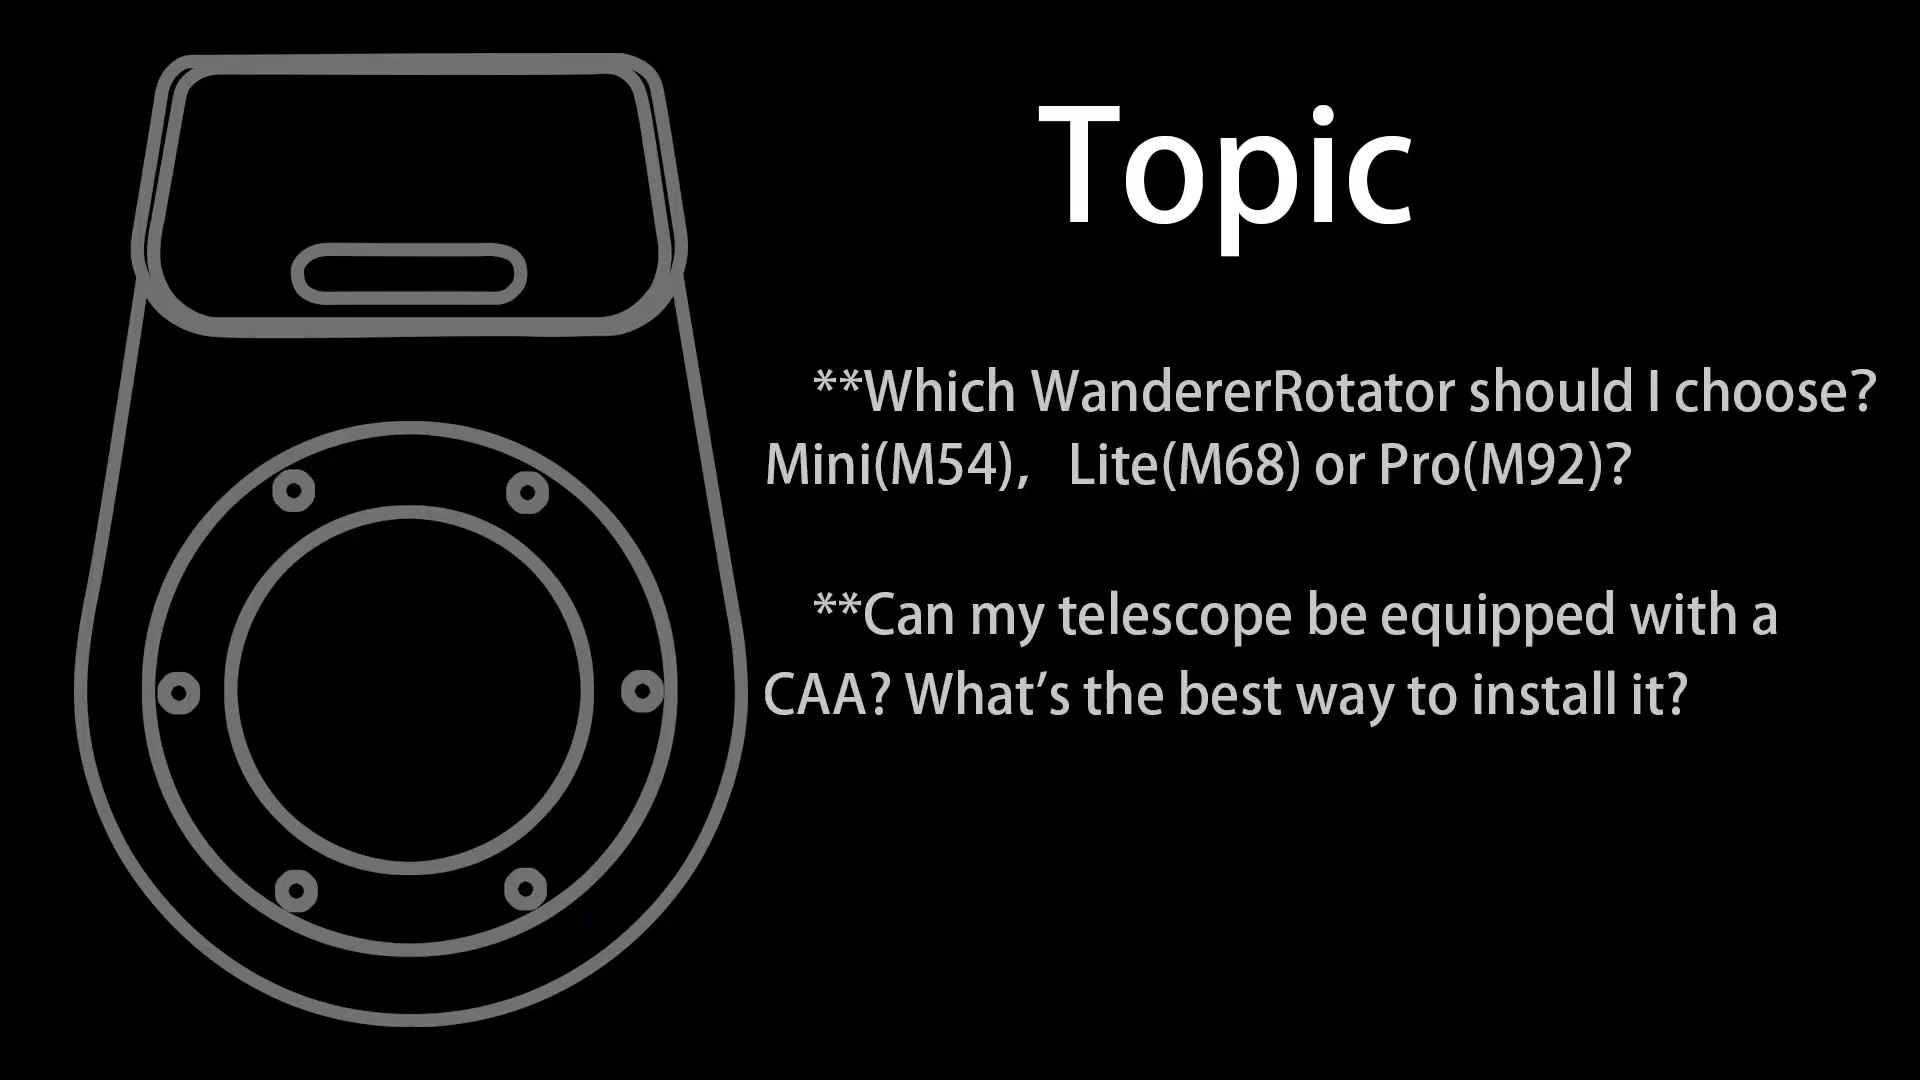 Topic
**Which WandererRotator should I choose?
Mini(M54), Lite(M68) or Pro(M92)?
**Can my telescope be equipped with a
CAA? What’s the best way to install it?